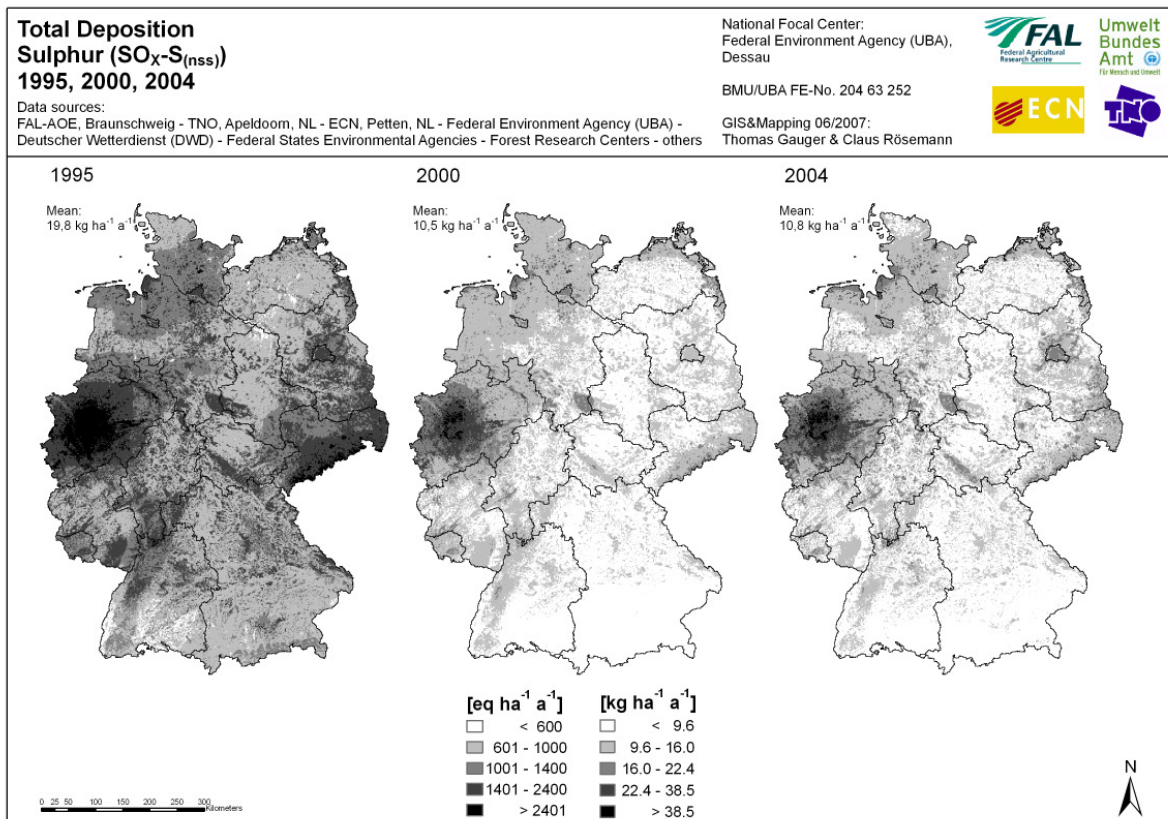 Total Deposition
Sulphur (SOX-S(nss))
1995, 2000, 2004
Data sources:
FAL-AOE, Braunschweig - TNO, Apeldoorn, NL - ECN, Petten, NL - Federal Environment Agency (UBA) -
Deutscher Wetterdienst (DWD) - Federal States Environmental Agencies - Forest Research Centers - others
National Focal Center:
Federal Environment Agency (UBA),
Dessau
BMU/UBA FE-No. 204 63 252
GIS&Mapping 06/2007:
Thomas Gauger & Claus Rösemann
FAL
Federal Agricultural
Research Centre
Umwelt
Bundes
Amt
Für Mensch und Umwelt
ECN
TNO
1995
Mean:
19,8 kg ha⁻¹ a⁻¹
2000
Mean:
10,5 kg ha⁻¹ a⁻¹
2004
Mean:
10,8 kg ha⁻¹ a⁻¹
[eq ha⁻¹ a⁻¹] [kg ha⁻¹ a⁻¹]
< 600 < 9.6
601 - 1000 9.6 - 16.0
1001 - 1400 16.0 - 22.4
1401 - 2400 22.4 - 38.5
> 2401 > 38.5
0 25 50 100 150 200 250 300
Kilometers
N